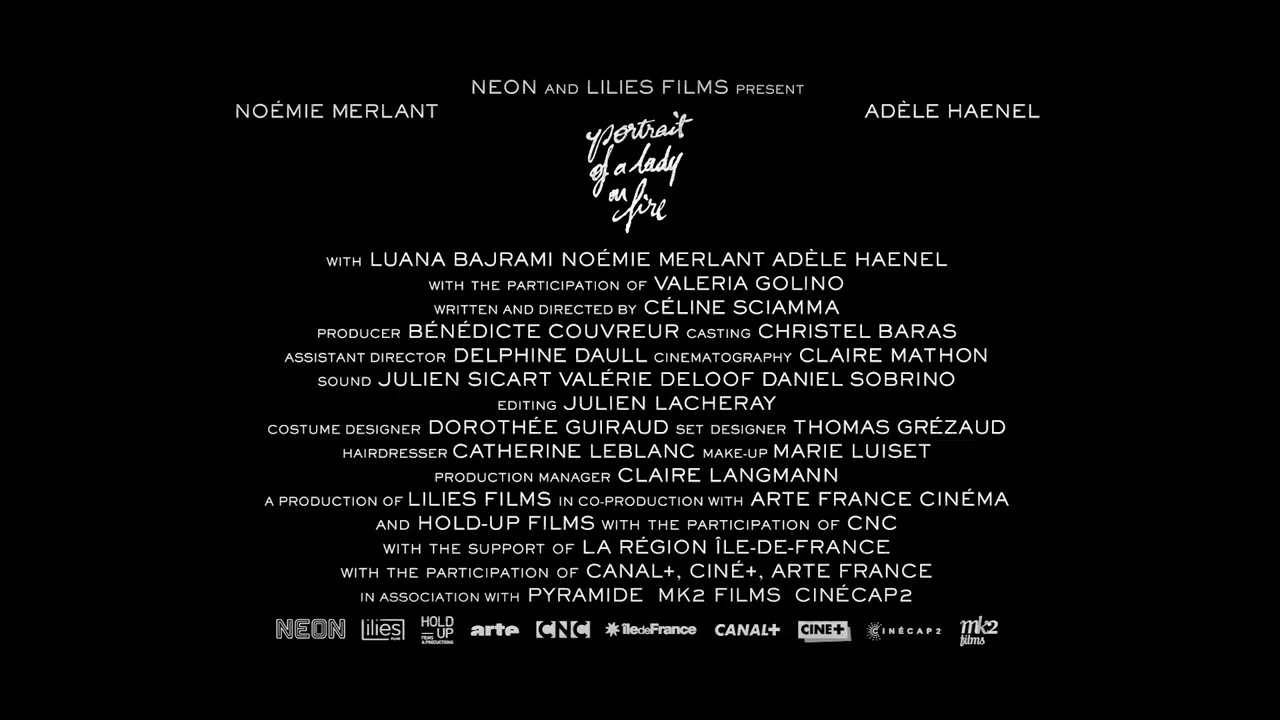 NEON AND LILIES FILMS PRESENT
NOÉMIE MERLANT
ADÈLE HAENEL
portrait
of a lady
on
fire
WITH LUANA BAJRAMI NOÉMIE MERLANT ADÈLE HAENEL
WITH THE PARTICIPATION OF VALERIA GOLINO
WRITTEN AND DIRECTED BY CÉLINE SCIAMMA
PRODUCER BÉNÉDICTE COUVREUR CASTING CHRISTEL BARAS
ASSISTANT DIRECTOR DELPHINE DAULL CINEMATOGRAPHY CLAIRE MATHON
SOUND JULIEN SICART VALÉRIE DELOOF DANIEL SOBRINO
EDITING JULIEN LACHERAY
COSTUME DESIGNER DOROTHÉE GUIRAUD SET DESIGNER THOMAS GRÉZAUD
HAIRDRESSER CATHERINE LEBLANC MAKE-UP MARIE LUISET
PRODUCTION MANAGER CLAIRE LANGMANN
A PRODUCTION OF LILIES FILMS IN CO-PRODUCTION WITH ARTE FRANCE CINÉMA
AND HOLD-UP FILMS WITH THE PARTICIPATION OF CNC
WITH THE SUPPORT OF LA RÉGION ÎLE-DE-FRANCE
WITH THE PARTICIPATION OF CANAL+, CINÉ+, ARTE FRANCE
IN ASSOCIATION WITH PYRAMIDE MK2 FILMS CINÉCAP2
NEON lilies FILMS HOLD UP FILMS & PRODUCTIONS arte CNC îledeFrance CANAL+ CINE+ CINÉCAP2 mk2 films